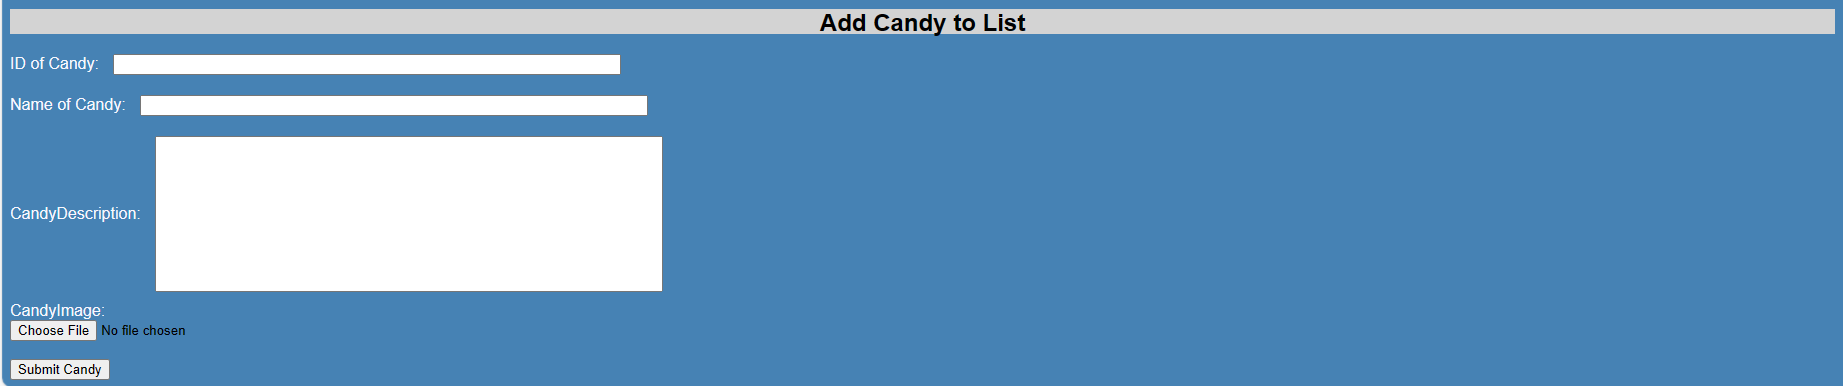 Add Candy to List
ID of Candy:
Name of Candy:
CandyDescription:
CandyImage:
Choose File No file chosen
Submit Candy